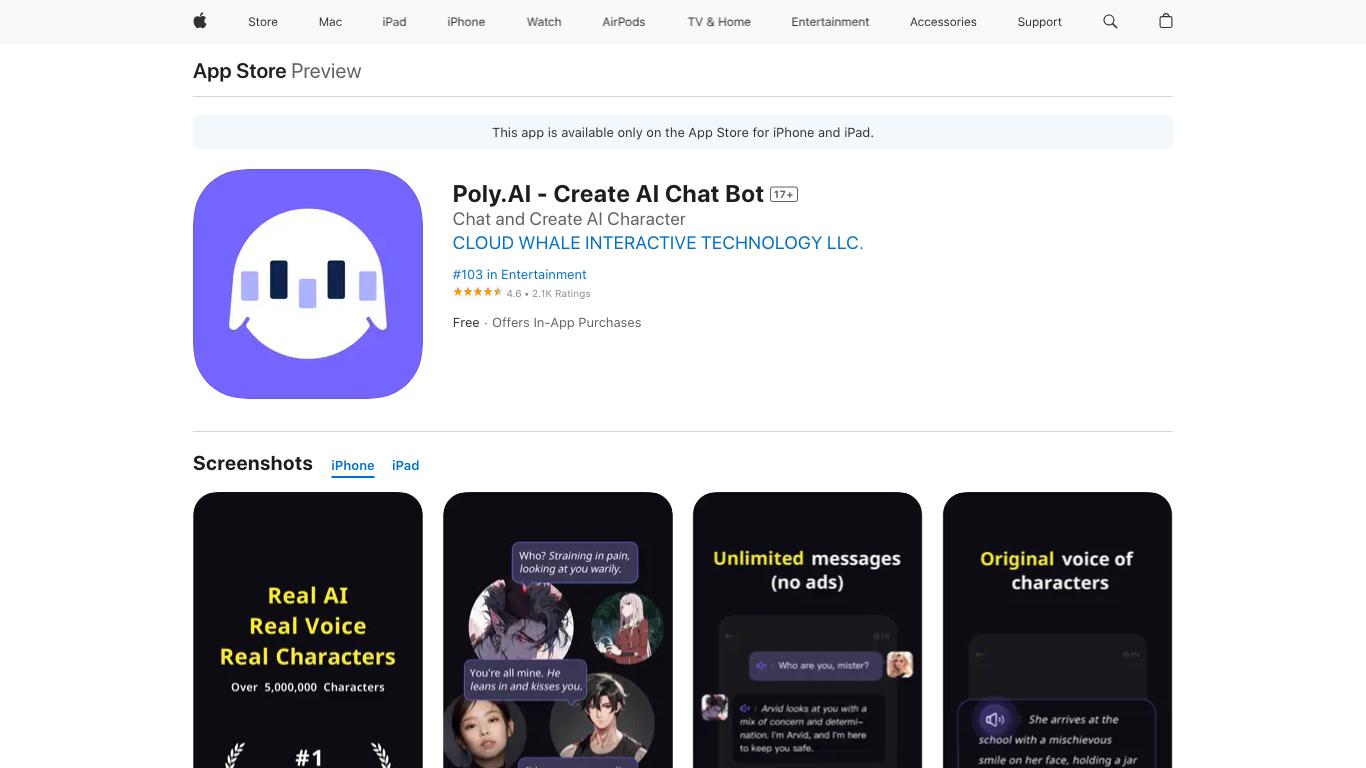 Store Mac iPad iPhone Watch AirPods TV & Home Entertainment Accessories Support
App Store Preview
This app is available only on the App Store for iPhone and iPad.
Poly.AI - Create AI Chat Bot 17+
Chat and Create AI Character
CLOUD WHALE INTERACTIVE TECHNOLOGY LLC.
#103 in Entertainment
4.6 • 2.1K Ratings
Free · Offers In-App Purchases
Screenshots iPhone iPad
Real AI
Real Voice
Real Characters
Over 5,000,000 Characters
#1
Who? Straining in pain,
looking at you warily.
You're all mine. He
leans in and kisses you.
Unlimited messages
(no ads)
Who are you, mister?
Arvid looks at you with a
mix of concern and determi-
nation. I'm Arvid, and I'm here
to keep you safe.
Original voice of
characters
She arrives at the
school with a mischievous
smile on her face, holding a jar